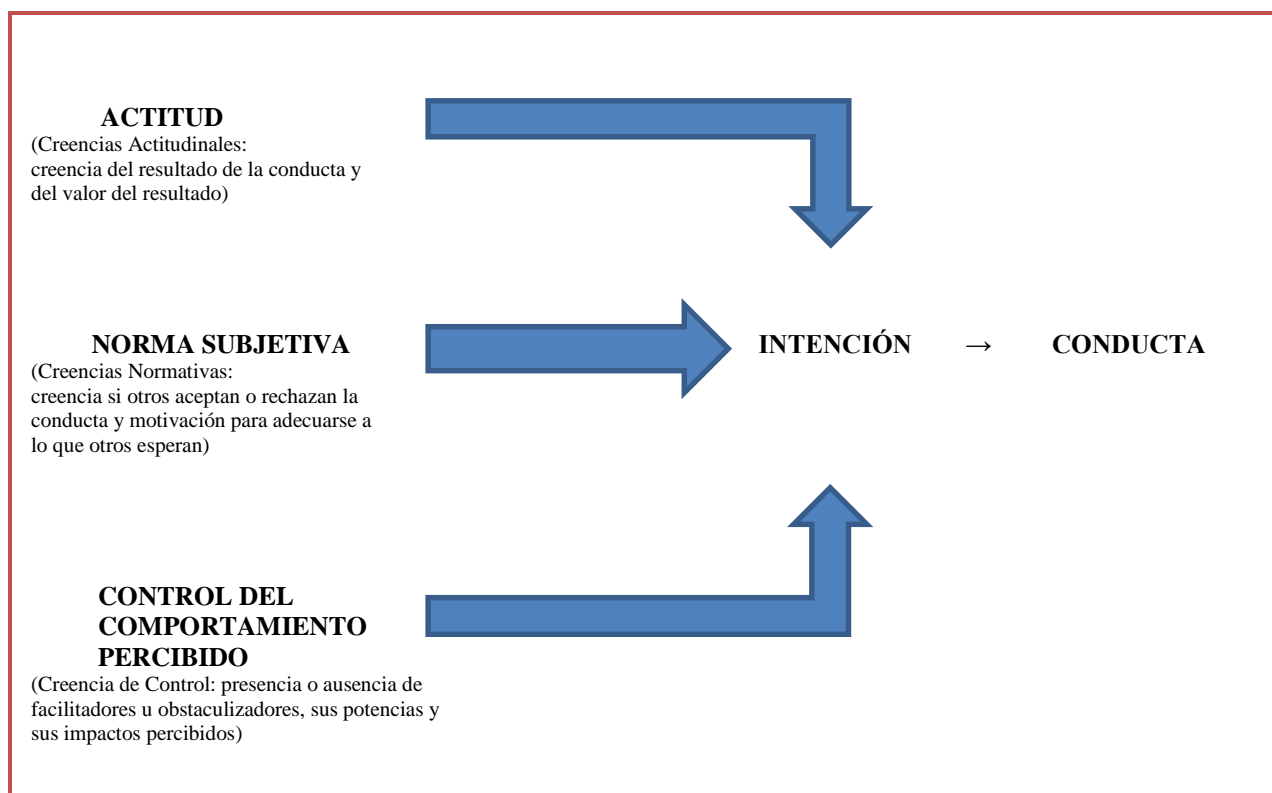 ACTITUD
(Creencias Actitudinales:
creencia del resultado de la conducta y
del valor del resultado)
NORMA SUBJETIVA
(Creencias Normativas:
creencia si otros aceptan o rechazan la
conducta y motivación para adecuarse a
lo que otros esperan)
INTENCIÓN → CONDUCTA
CONTROL DEL
COMPORTAMIENTO
PERCIBIDO
(Creencia de Control: presencia o ausencia de
facilitadores u obstaculizadores, sus potencias y
sus impactos percibidos)